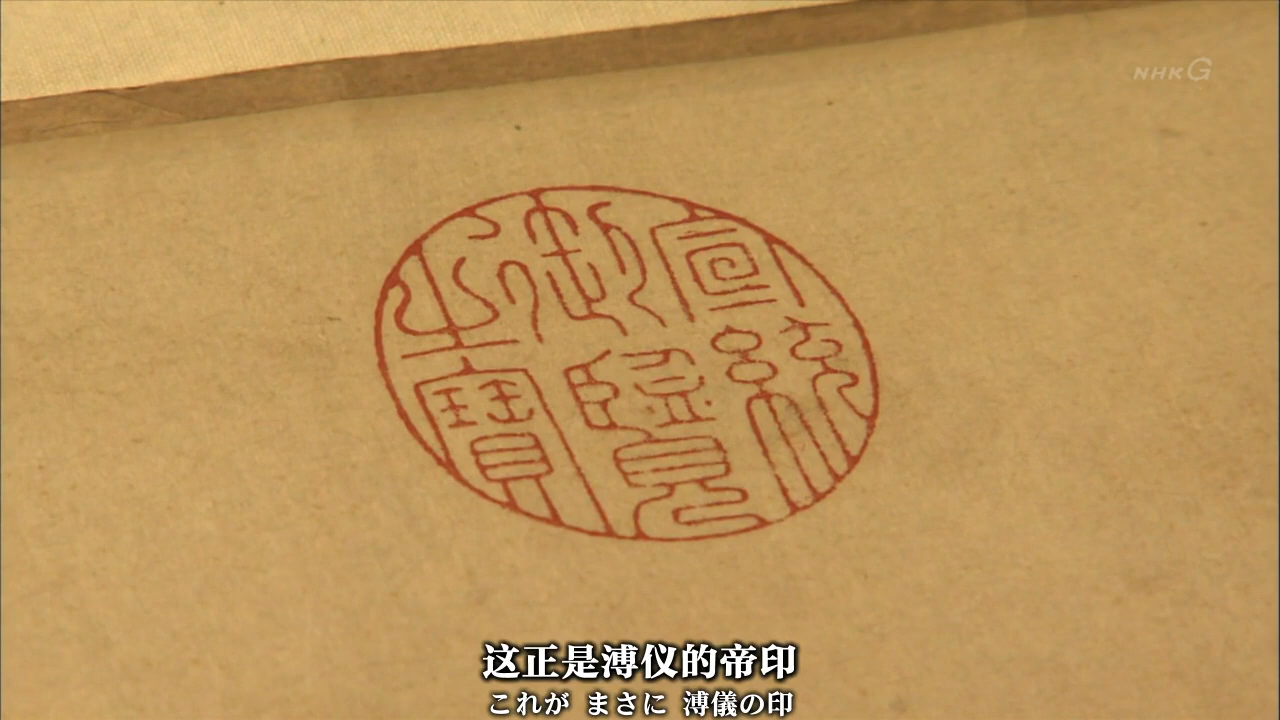 NHK G
宣統
御覽
之寶
这正是溥仪的帝印
これが まさに 溥儀の印